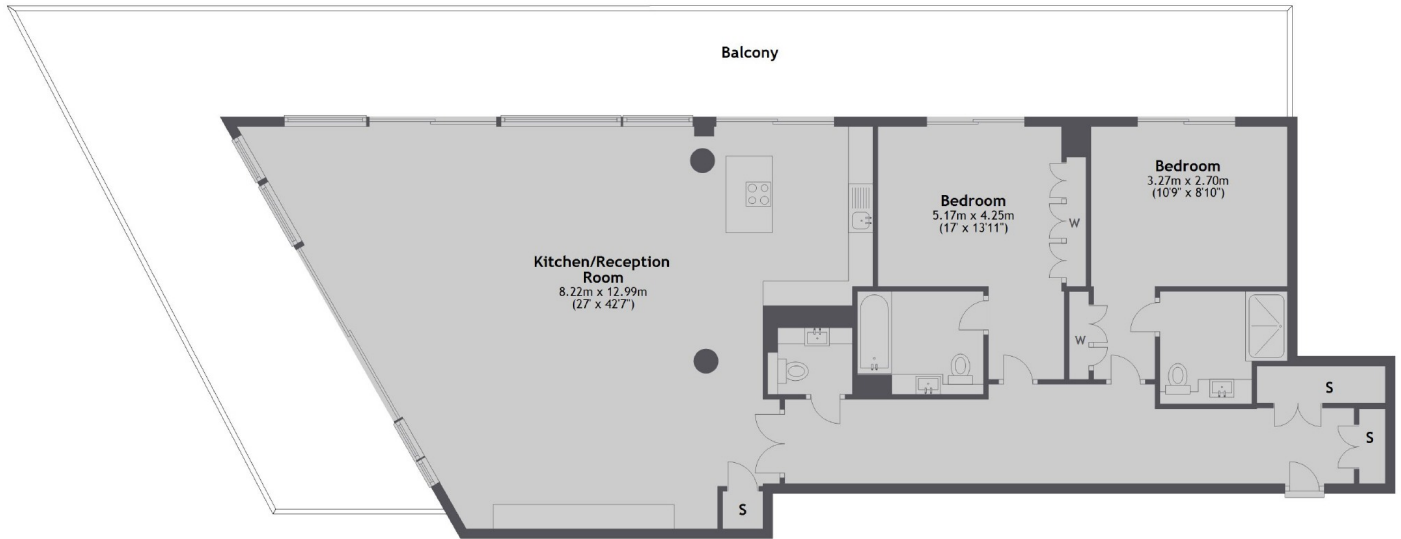 Balcony
Bedroom
3.27m x 2.70m
(10'9" x 8'10")
Bedroom
5.17m x 4.25m
(17' x 13'11")
W
Kitchen/Reception
Room
8.22m x 12.99m
(27' x 42'7")
W
S
S
S